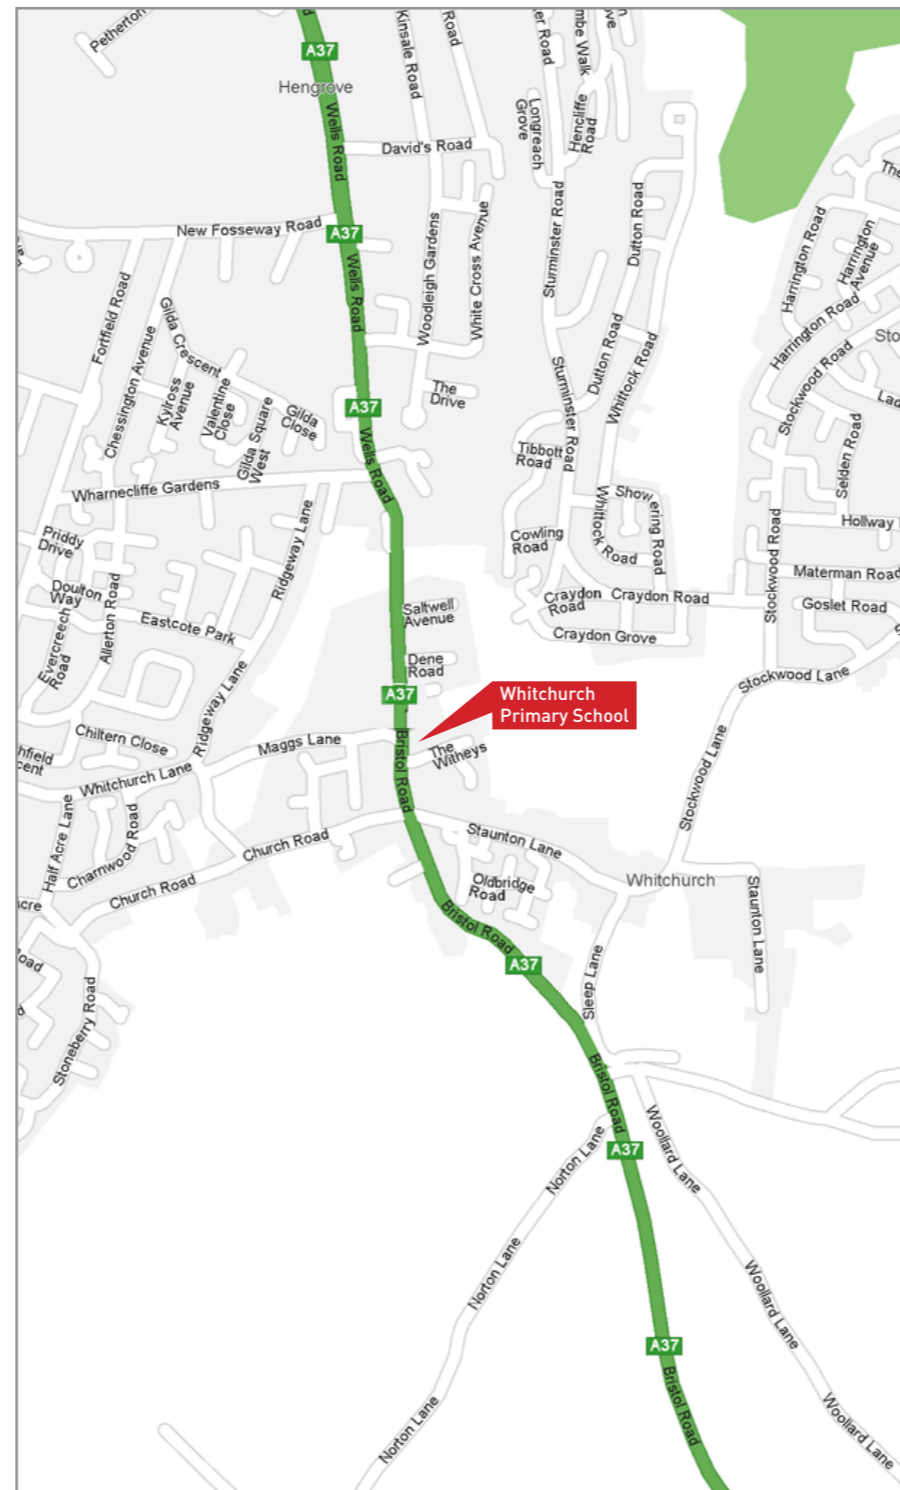 Petherton
A37
Hengrove
Wells Road
Kinsale Road
Road
Road
Grove
Longreach
Grove
Walk
Hencliffe
Road
David's Road
New Fosseway Road
A37
Wells Road
Woodleigh Gardens
White Cross Avenue
Sturminster Road
Dutton Road
Harrington Road
Harrington
Avenue
Harrington Road
Fortfield Road
Chessington Avenue
Gilda Crescent
Kylross
Avenue
Valentine
Close
Gilda Square
West
Gilda
Close
A37
The
Drive
Dutton Road
Whittock Road
Sturminster Road
Stockwood Road
Selden Road
Wharnecliffe Gardens
Wells Road
Tibbott
Road
Ridgeway Lane
Priddy
Drive
Cowling
Road
Whittock Road
Showering Road
Stockwood Road
Hollway
Materman Road
Goslet Road
Doulton
Way
Allerton Road
Eastcote Park
Evercreech
Road
Saltwell
Avenue
Craydon
Road
Craydon Road
Craydon Grove
Dene
Road
A37
Ridgeway Lane
Whitchurch
Primary School
Stockwood Lane
Chiltern Close
Maggs Lane
Bristol Road
The
Witheys
Whitchurch Lane
Half Acre Lane
Charnwood Road
Church Road
Church Road
Staunton Lane
Stockwood Lane
Oldbridge
Road
Whitchurch
Staunton Lane
Bristol Road
A37
Sleep Lane
Stoneberry Road
Bristol Road
A37
Norton Lane
Woollard Lane
Norton Lane
Woollard Lane
A37
Bristol Road
Norton Lane
Woollard Lane